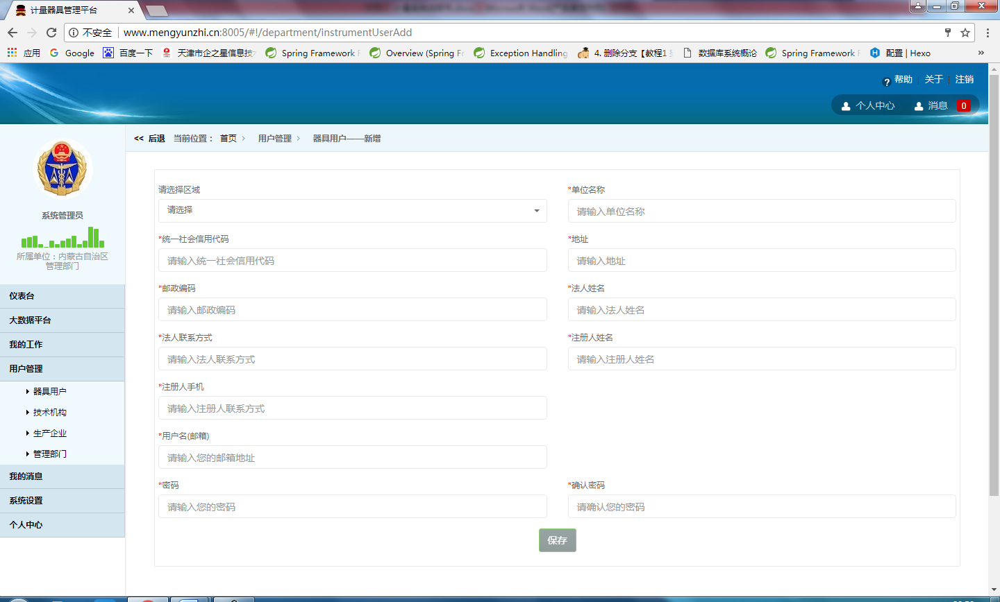 计量器具管理平台
不安全 www.mengyunzhi.cn:8005/#!/department/instrumentUserAdd
应用 Google 百度一下 天津市企之星信息技 Spring Framework Overview (Spring Fr Exception Handling 4. 删除分支【教程1 数据库系统概论 Spring Framework 配置 | Hexo »
帮助 关于 注销
个人中心 消息 0
<< 后退 当前位置： 首页 > 用户管理 > 器具用户——新增
系统管理员
所属单位：内蒙古自治区
管理部门
仪表台
大数据平台
我的工作
用户管理
器具用户
技术机构
生产企业
管理部门
我的消息
系统设置
个人中心
请选择区域
请选择
*单位名称
请输入单位名称
*统一社会信用代码
请输入统一社会信用代码
*地址
请输入地址
*邮政编码
请输入邮政编码
*法人姓名
请输入法人姓名
*法人联系方式
请输入法人联系方式
*注册人姓名
请输入注册人姓名
*注册人手机
请输入注册人联系方式
*用户名(邮箱)
请输入您的邮箱地址
*密码
请输入您的密码
*确认密码
请确认您的密码
保存